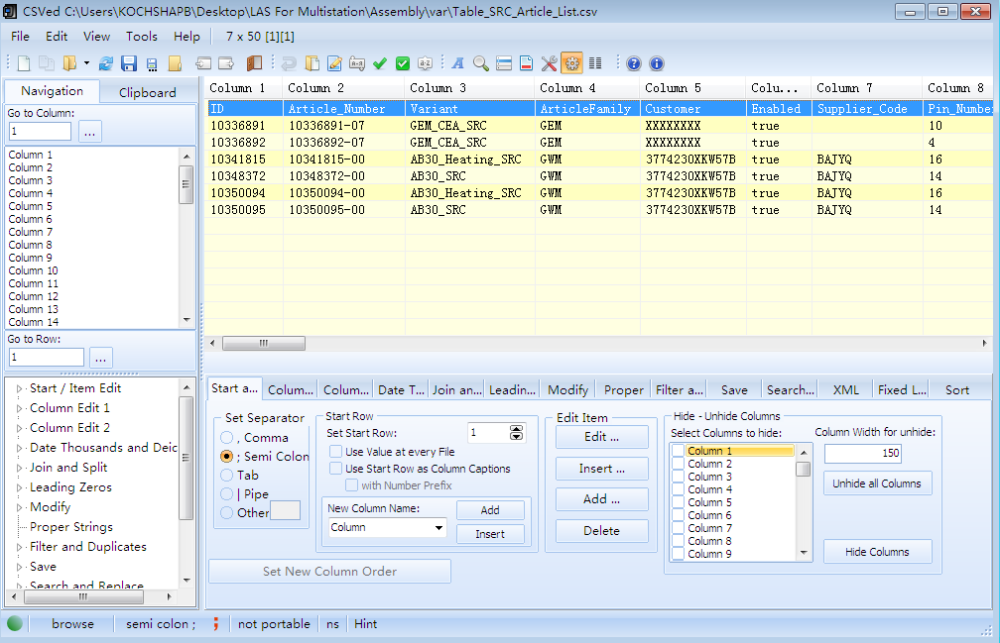 CSVed C:\Users\KOCHSHAPB\Desktop\LAS For Multistation\Assembly\var\Table_SRC_Article_List.csv
File Edit View Tools Help 7 x 50 [1][1]
Navigation Clipboard
Go to Column:
1 ...
Column 1
Column 2
Column 3
Column 4
Column 5
Column 6
Column 7
Column 8
Column 9
Column 10
Column 11
Column 12
Column 13
Column 14
Go to Row:
1 ...
Start / Item Edit
Column Edit 1
Column Edit 2
Date Thousands and Deic
Join and Split
Leading Zeros
Modify
Proper Strings
Filter and Duplicates
Save
Search and Replace
Column 1 Column 2 Column 3 Column 4 Column 5 Colu... Column 7 Column 8
ID Article_Number Variant ArticleFamily Customer Enabled Supplier_Code Pin_Number
10336891 10336891-07 GEM_CEA_SRC GEM XXXXXXXX true 10
10336892 10336892-07 GEM_CEA_SRC GEM XXXXXXXX true 4
10341815 10341815-00 AB30_Heating_SRC GWM 3774230XKW57B true BAJYQ 16
10348372 10348372-00 AB30_SRC GWM 3774230XKW57B true BAJYQ 14
10350094 10350094-00 AB30_Heating_SRC GWM 3774230XKW57B true BAJYQ 16
10350095 10350095-00 AB30_SRC GWM 3774230XKW57B true BAJYQ 14
Start a... Colum... Colum... Date T... Join an... Leadin... Modify Proper Filter a... Save Search... XML Fixed L... Sort
Set Separator
, Comma
; Semi Colon
Tab
| Pipe
Other
Start Row
Set Start Row: 1
Use Value at every File
Use Start Row as Column Captions
with Number Prefix
New Column Name: Add
Column Insert
Set New Column Order
Edit Item
Edit ...
Insert ...
Add ...
Delete
Hide - Unhide Columns
Select Columns to hide:
Column 1
Column 2
Column 3
Column 4
Column 5
Column 6
Column 7
Column 8
Column 9
Column Width for unhide:
150
Unhide all Columns
Hide Columns
browse semi colon ; ; not portable ns Hint